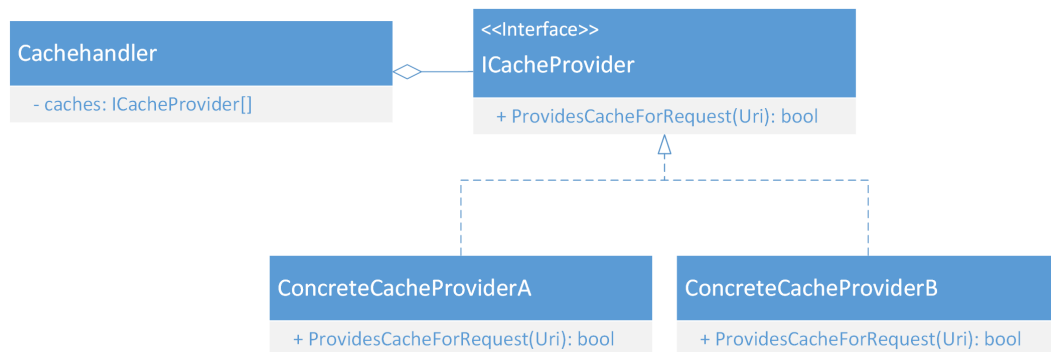 Cachehandler
- caches: ICacheProvider[]
<<Interface>>
ICacheProvider
+ ProvidesCacheForRequest(Uri): bool
ConcreteCacheProviderA
+ ProvidesCacheForRequest(Uri): bool
ConcreteCacheProviderB
+ ProvidesCacheForRequest(Uri): bool